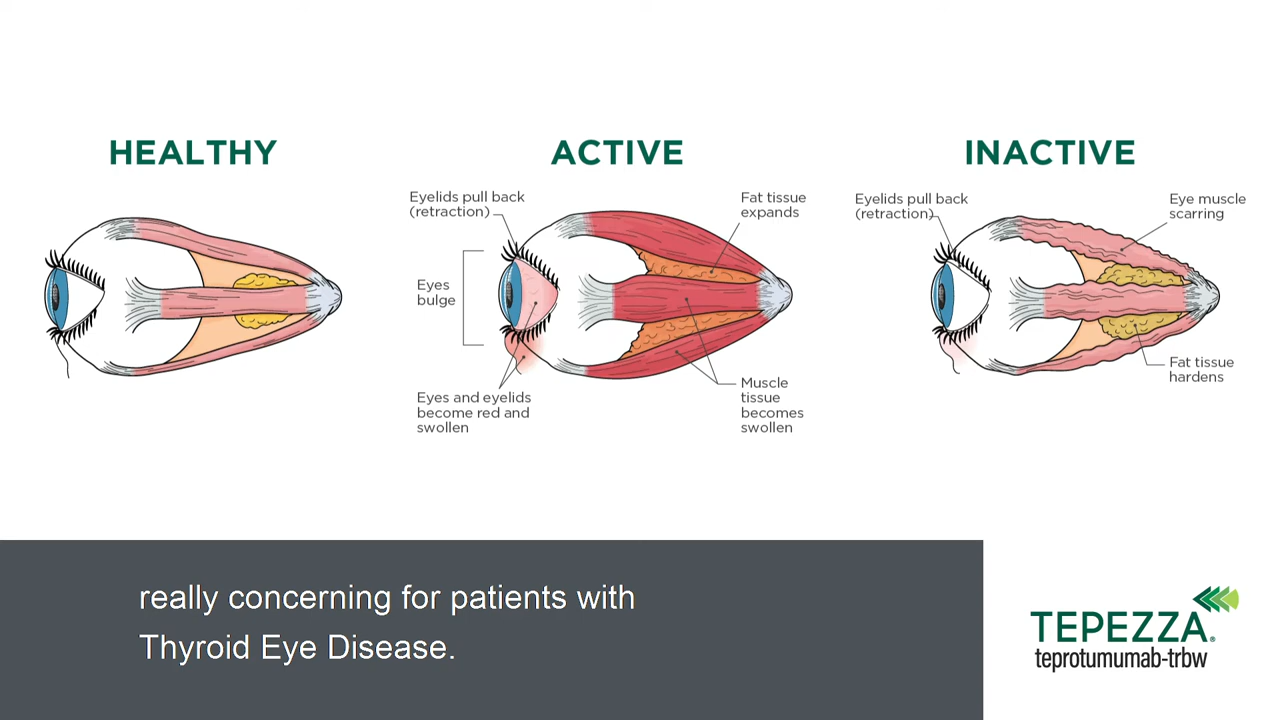 HEALTHY
ACTIVE
INACTIVE
Eyelids pull back
(retraction)
Fat tissue
expands
Eyes
bulge
Eyes and eyelids
become red and
swollen
Muscle
tissue
becomes
swollen
Eyelids pull back
(retraction)
Eye muscle
scarring
Fat tissue
hardens
really concerning for patients with
Thyroid Eye Disease.
TEPEZZA®
teprotumumab-trbw